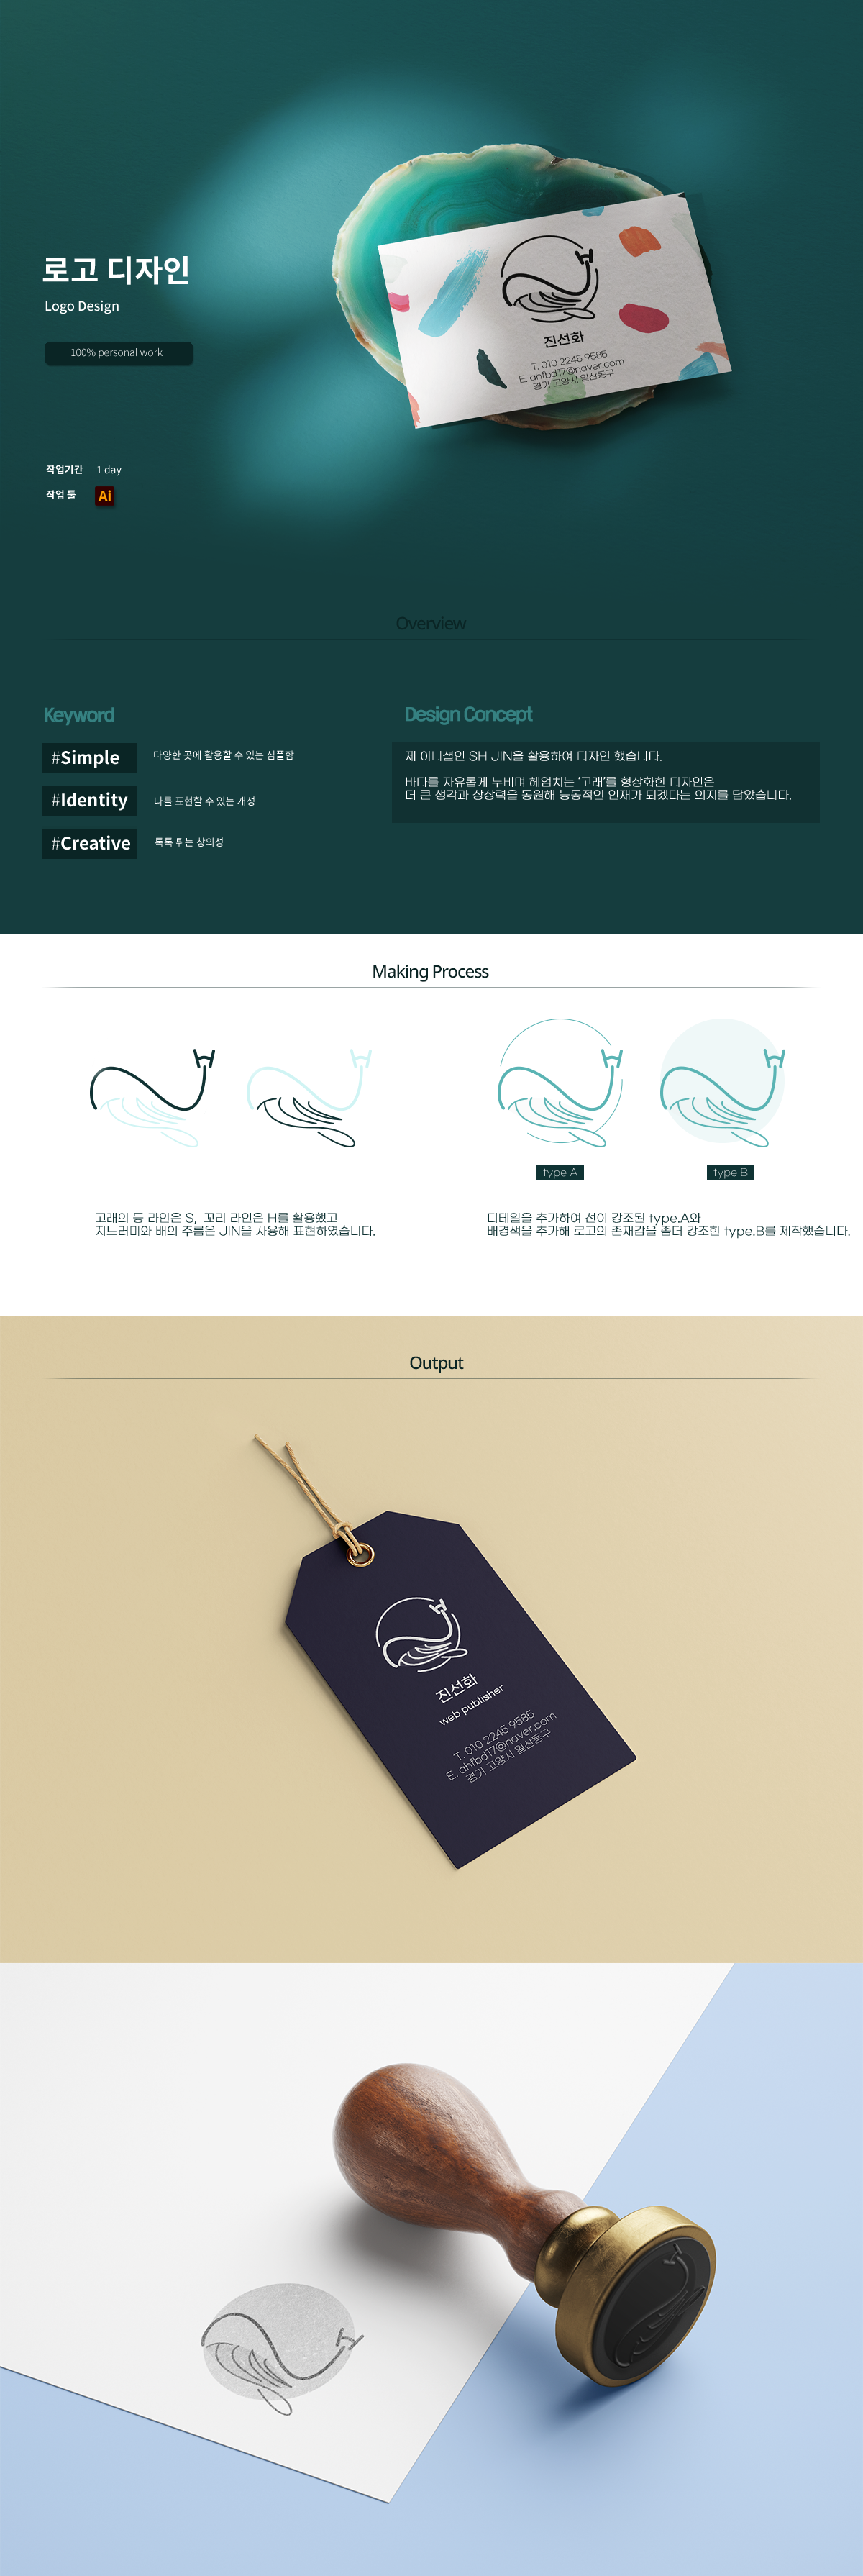 로고 디자인
Logo Design
100% personal work
작업기간 1 day
작업 툴 Ai
진선화
T. 010 2245 9585
E. ahfbd17@naver.com
경기 고양시 일산동구
Overview
Keyword
#Simple 다양한 곳에 활용할 수 있는 심플함
#Identity 나를 표현할 수 있는 개성
#Creative 톡톡 튀는 창의성
Design Concept
제 이니셜인 SH JIN을 활용하여 디자인 했습니다.
바다를 자유롭게 누비며 헤엄치는 '고래'를 형상화한 디자인은
더 큰 생각과 상상력을 동원해 능동적인 인재가 되겠다는 의지를 담았습니다.
Making Process
고래의 등 라인은 S, 꼬리 라인은 H를 활용했고
지느러미와 배의 주름은 JIN을 사용해 표현하였습니다.
type A
type B
디테일을 추가하여 선이 강조된 type.A와
배경색을 추가해 로고의 존재감을 좀더 강조한 type.B를 제작했습니다.
Output
진선화
web publisher
T. 010 2245 9585
E. ahfbd17@naver.com
경기 고양시 일산동구